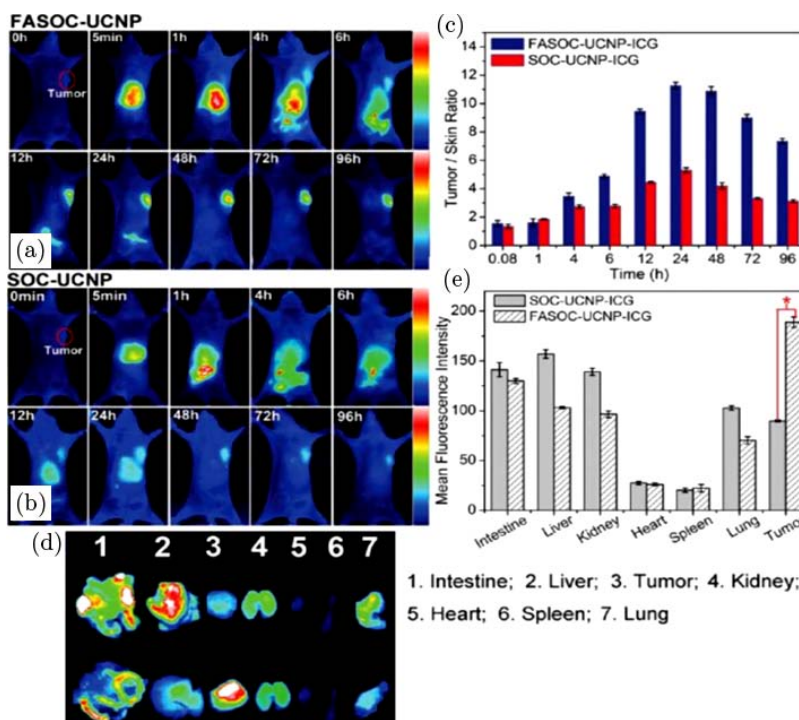 FASOC-UCNP
0h 5min 1h 4h 6h
Tumor
12h 24h 48h 72h 96h
(a)
SOC-UCNP
0min 5min 1h 4h 6h
Tumor
12h 24h 48h 72h 96h
(b)
(c)
FASOC-UCNP-ICG
SOC-UCNP-ICG
Tumor / Skin Ratio
14
12
10
8
6
4
2
0
0.08 1 4 6 12 24 48 72 96
Time (h)
(e)
SOC-UCNP-ICG
FASOC-UCNP-ICG
*
Mean Fluorescence Intensity
200
150
100
50
0
Intestine Liver Kidney Heart Spleen Lung Tumor
(d)
1 2 3 4 5 6 7
1. Intestine; 2. Liver; 3. Tumor; 4. Kidney;
5. Heart; 6. Spleen; 7. Lung